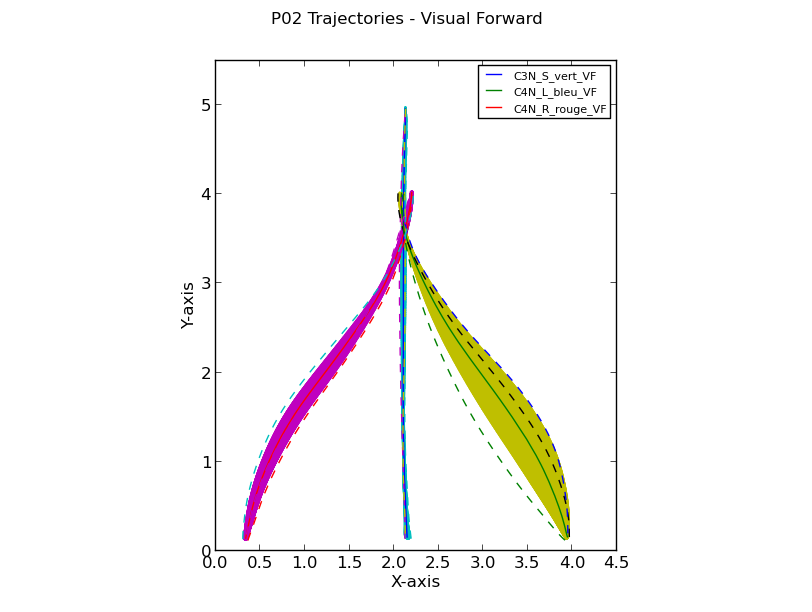 P02 Trajectories - Visual Forward
C3N_S_vert_VF
C4N_L_bleu_VF
C4N_R_rouge_VF
5
4
3
2
1
0
Y-axis
0.0 0.5 1.0 1.5 2.0 2.5 3.0 3.5 4.0 4.5
X-axis